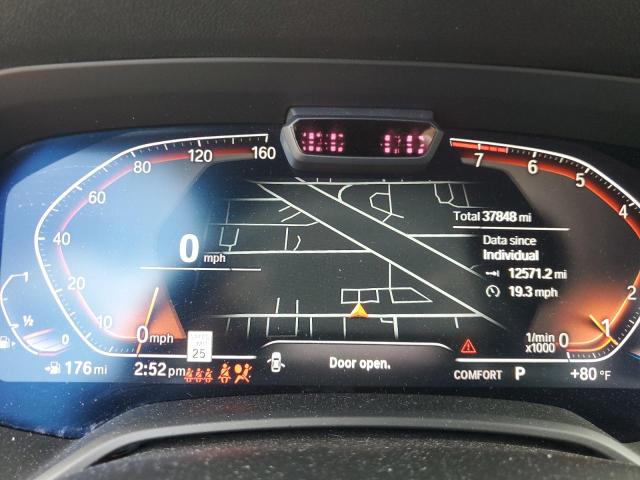 80 120 160
60
40
20
0 mph
0 mph
7 6 5 4
Total 37848 mi
Data since
Individual
12571.2 mi
19.3 mph
2
1
0
1/min
x1000
1
½
0
25
Door open.
176 mi
2:52 pm
COMFORT P +80 °F